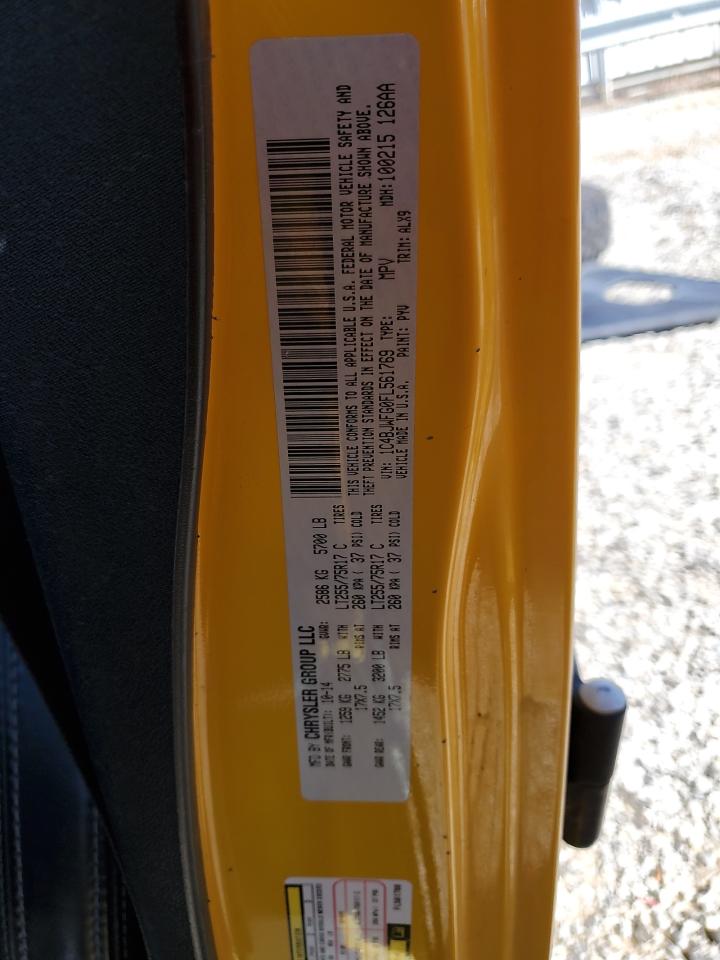 MFD BY CHRYSLER GROUP LLC
DATE OF MFR(BUILT): 10-14 GVWR: 2586 KG 5700 LB
GAWR FRONT: 1259 KG 2775 LB WITH LT255/75R17 C TIRES
17X7.5 RIMS AT 260 KPA ( 37 PSI) COLD
GAWR REAR: 1452 KG 3200 LB WITH LT255/75R17 C TIRES
17X7.5 RIMS AT 260 KPA ( 37 PSI) COLD
THIS VEHICLE CONFORMS TO ALL APPLICABLE U.S.A. FEDERAL MOTOR VEHICLE SAFETY AND
THEFT PREVENTION STANDARDS IN EFFECT ON THE DATE OF MANUFACTURE SHOWN ABOVE.
VIN: 1C4BJWFG0FL561769 TYPE: MPV MDH: 100215 126AA
VEHICLE MADE IN U.S.A. PAINT: PYV TRIM: ALX9